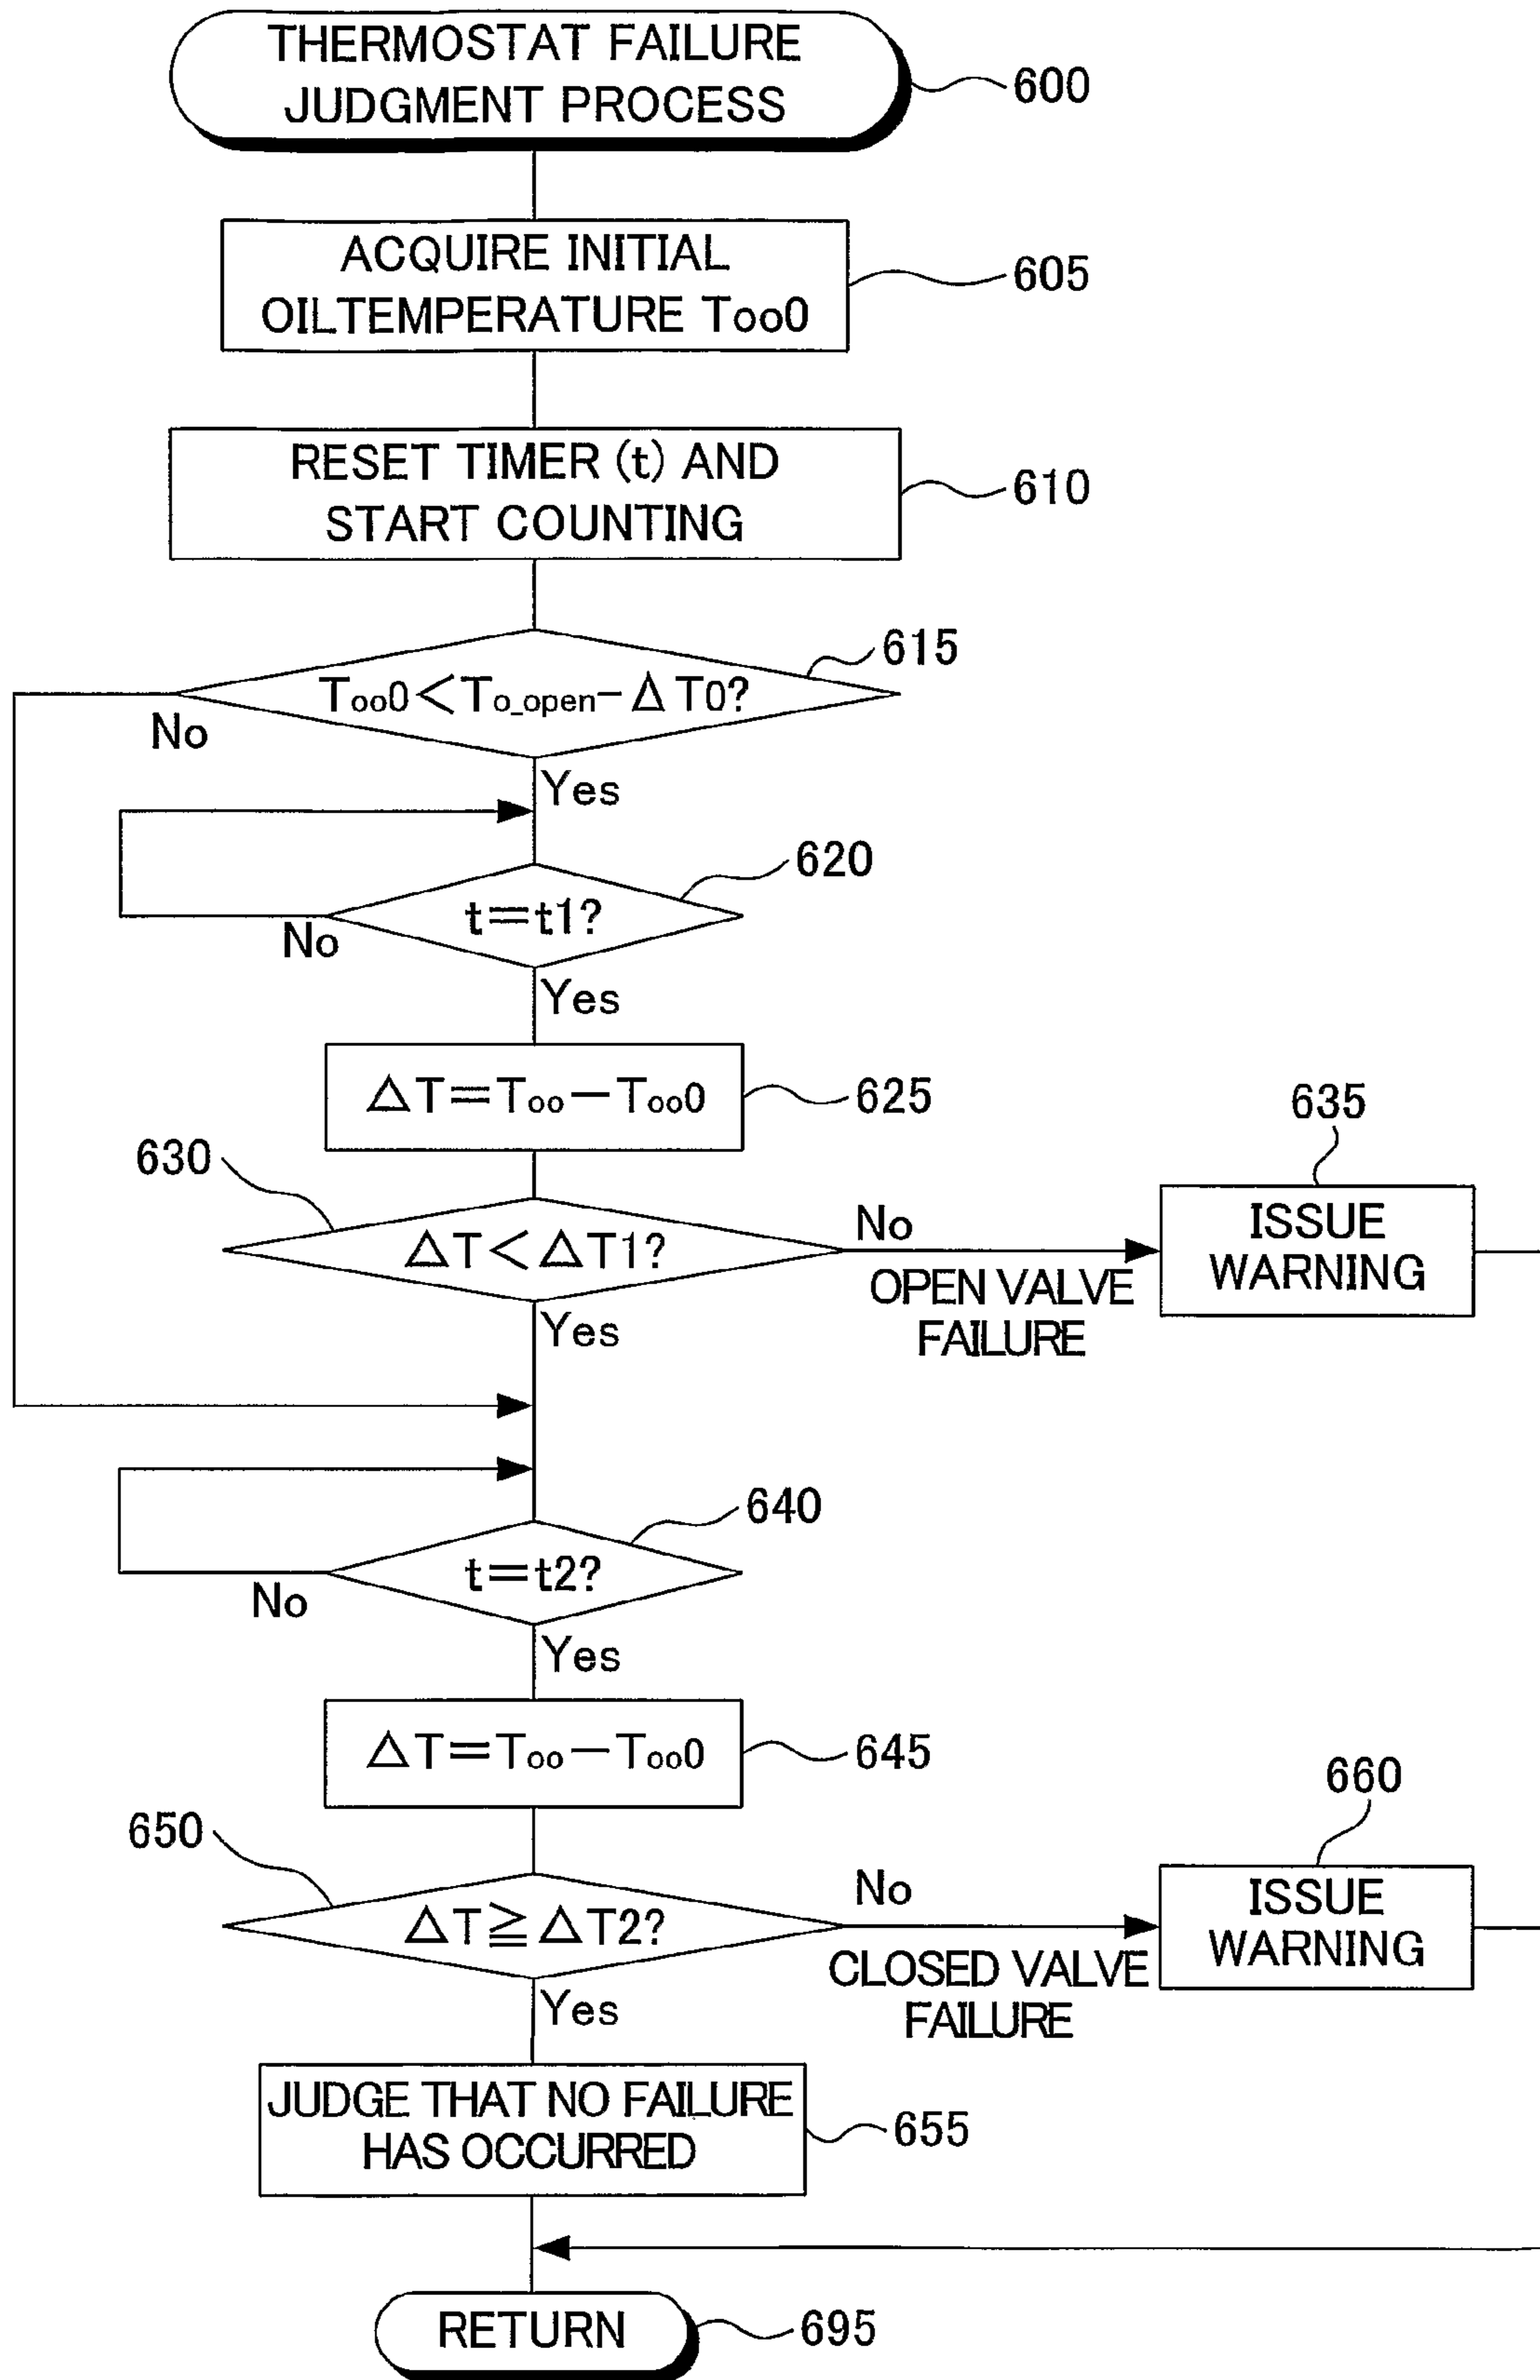 THERMOSTAT FAILURE
JUDGMENT PROCESS
600
ACQUIRE INITIAL
OILTEMPERATURE Too0
605
RESET TIMER (t) AND
START COUNTING
610
615
Too0<To_open-ΔT0?
No
Yes
620
t=t1?
No
Yes
ΔT=Too-Too0
625
635
630
ΔT<ΔT1?
No
ISSUE
WARNING
OPEN VALVE
FAILURE
Yes
640
t=t2?
No
Yes
ΔT=Too-Too0
645
660
650
ΔT≧ΔT2?
No
ISSUE
WARNING
CLOSED VALVE
FAILURE
Yes
JUDGE THAT NO FAILURE
HAS OCCURRED
655
RETURN
695